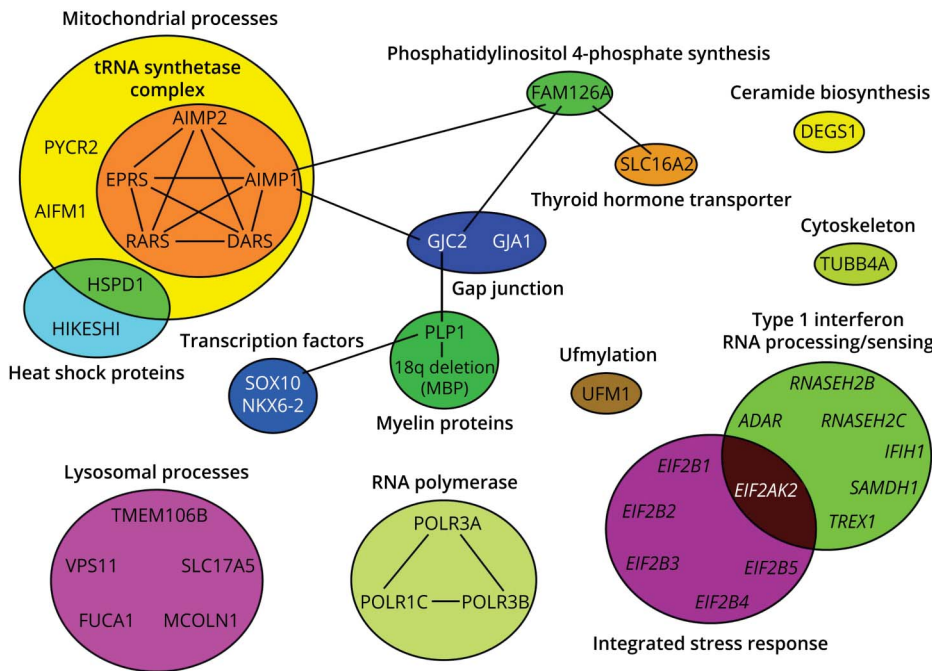 Mitochondrial processes
tRNA synthetase
complex
AIMP2
PYCR2
EPRS
AIMP1
AIFM1
RARS
DARS
HSPD1
HIKESHI
Heat shock proteins
Phosphatidylinositol 4-phosphate synthesis
FAM126A
SLC16A2
Thyroid hormone transporter
Ceramide biosynthesis
DEGS1
GJC2
GJA1
Gap junction
Cytoskeleton
TUBB4A
Transcription factors
SOX10
NKX6-2
PLP1
18q deletion
(MBP)
Myelin proteins
Ufmylation
UFM1
Type 1 interferon
RNA processing/sensing
RNASEH2B
ADAR
RNASEH2C
IFIH1
EIF2AK2
SAMDH1
TREX1
EIF2B1
EIF2B2
EIF2B3
EIF2B5
EIF2B4
Integrated stress response
Lysosomal processes
TMEM106B
VPS11
SLC17A5
FUCA1
MCOLN1
RNA polymerase
POLR3A
POLR1C
POLR3B